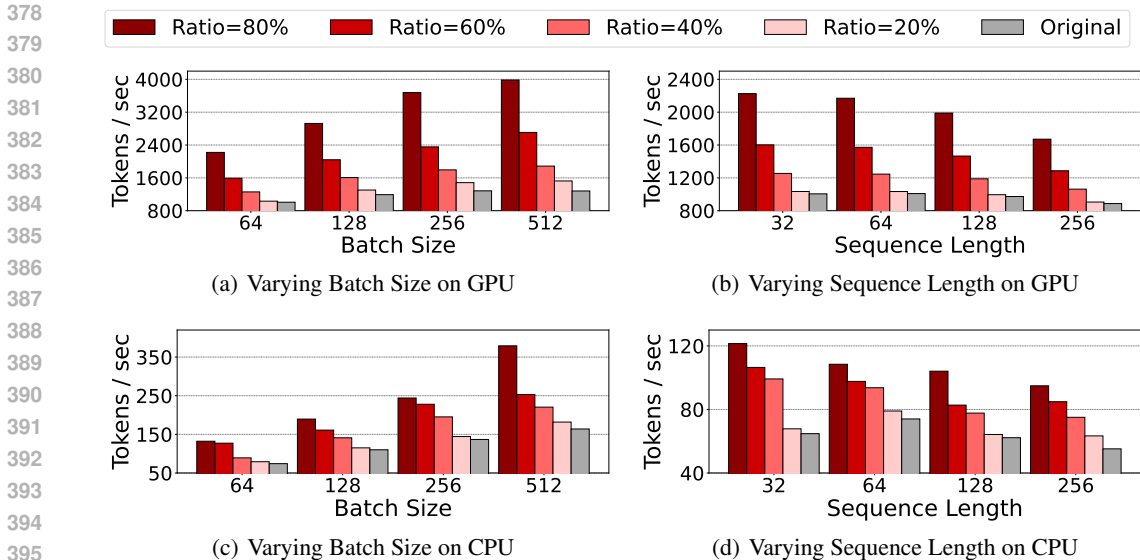 378
379
380
381
382
383
384
385
386
387
388
389
390
391
392
393
394
395
Ratio=80% Ratio=60% Ratio=40% Ratio=20% Original
Tokens / sec
4000
3200
2400
1600
800
64 128 256 512
Batch Size
(a) Varying Batch Size on GPU
Tokens / sec
2400
2000
1600
1200
800
32 64 128 256
Sequence Length
(b) Varying Sequence Length on GPU
Tokens / sec
350
250
150
50
64 128 256 512
Batch Size
(c) Varying Batch Size on CPU
Tokens / sec
120
80
40
32 64 128 256
Sequence Length
(d) Varying Sequence Length on CPU